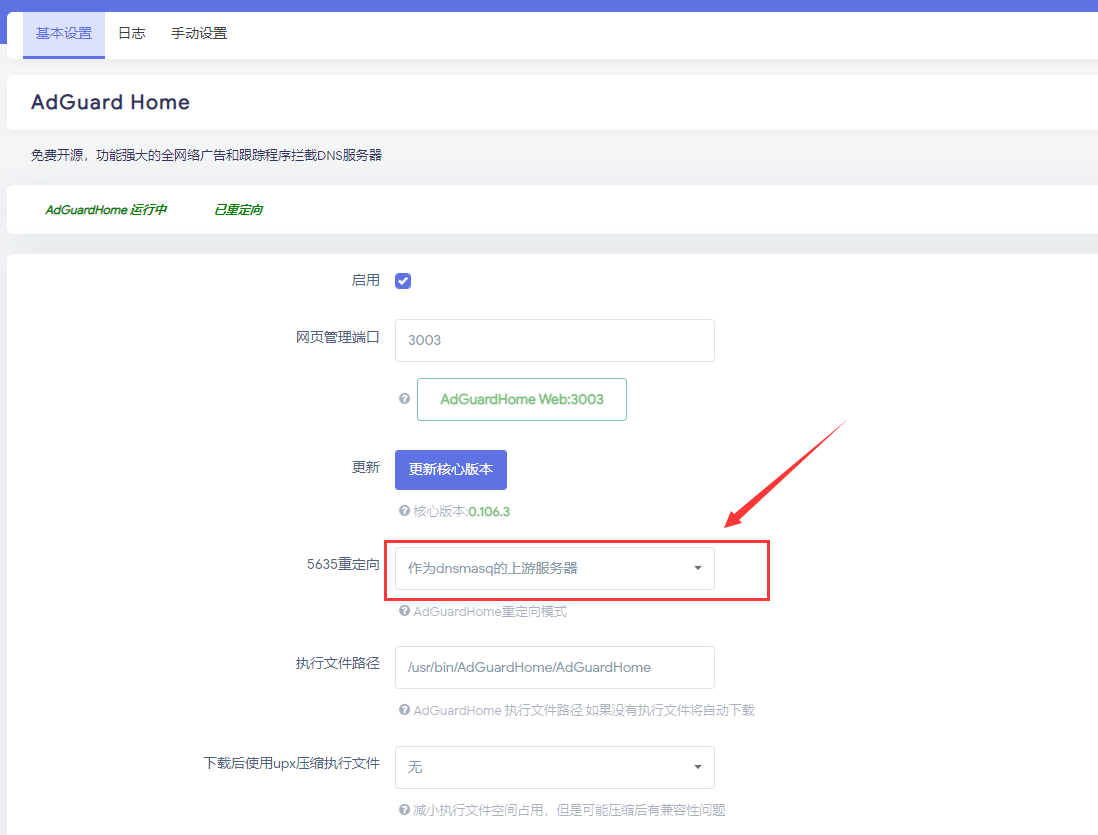 基本设置 日志 手动设置
AdGuard Home
免费开源，功能强大的全网络广告和跟踪程序拦截DNS服务器
AdGuardHome 运行中 已重定向
启用
网页管理端口 3003
AdGuardHome Web:3003
更新 更新核心版本
核心版本:0.106.3
5635重定向 作为dnsmasq的上游服务器
AdGuardHome重定向模式
执行文件路径 /usr/bin/AdGuardHome/AdGuardHome
AdGuardHome 执行文件路径 如果没有执行文件将自动下载
下载后使用upx压缩执行文件 无
减小执行文件空间占用，但是可能压缩后有兼容性问题